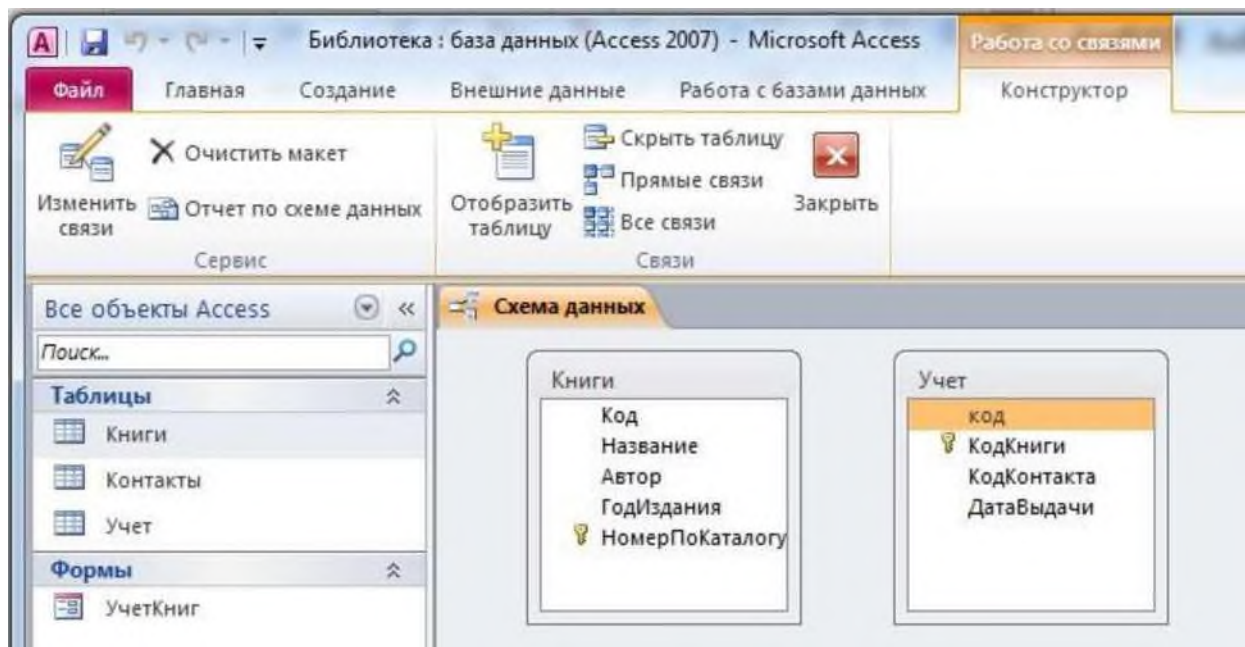 Библиотека : база данных (Access 2007) - Microsoft Access
Работа со связями
Файл Главная Создание Внешние данные Работа с базами данных Конструктор
Изменить связи
Очистить макет
Отчет по схеме данных
Сервис
Отобразить таблицу
Скрыть таблицу
Прямые связи
Все связи
Закрыть
Связи
Все объекты Access
Поиск...
Таблицы
Книги
Контакты
Учет
Формы
УчетКниг
Схема данных
Книги
Код
Название
Автор
ГодИздания
НомерПоКаталогу
Учет
код
КодКниги
КодКонтакта
ДатаВыдачи